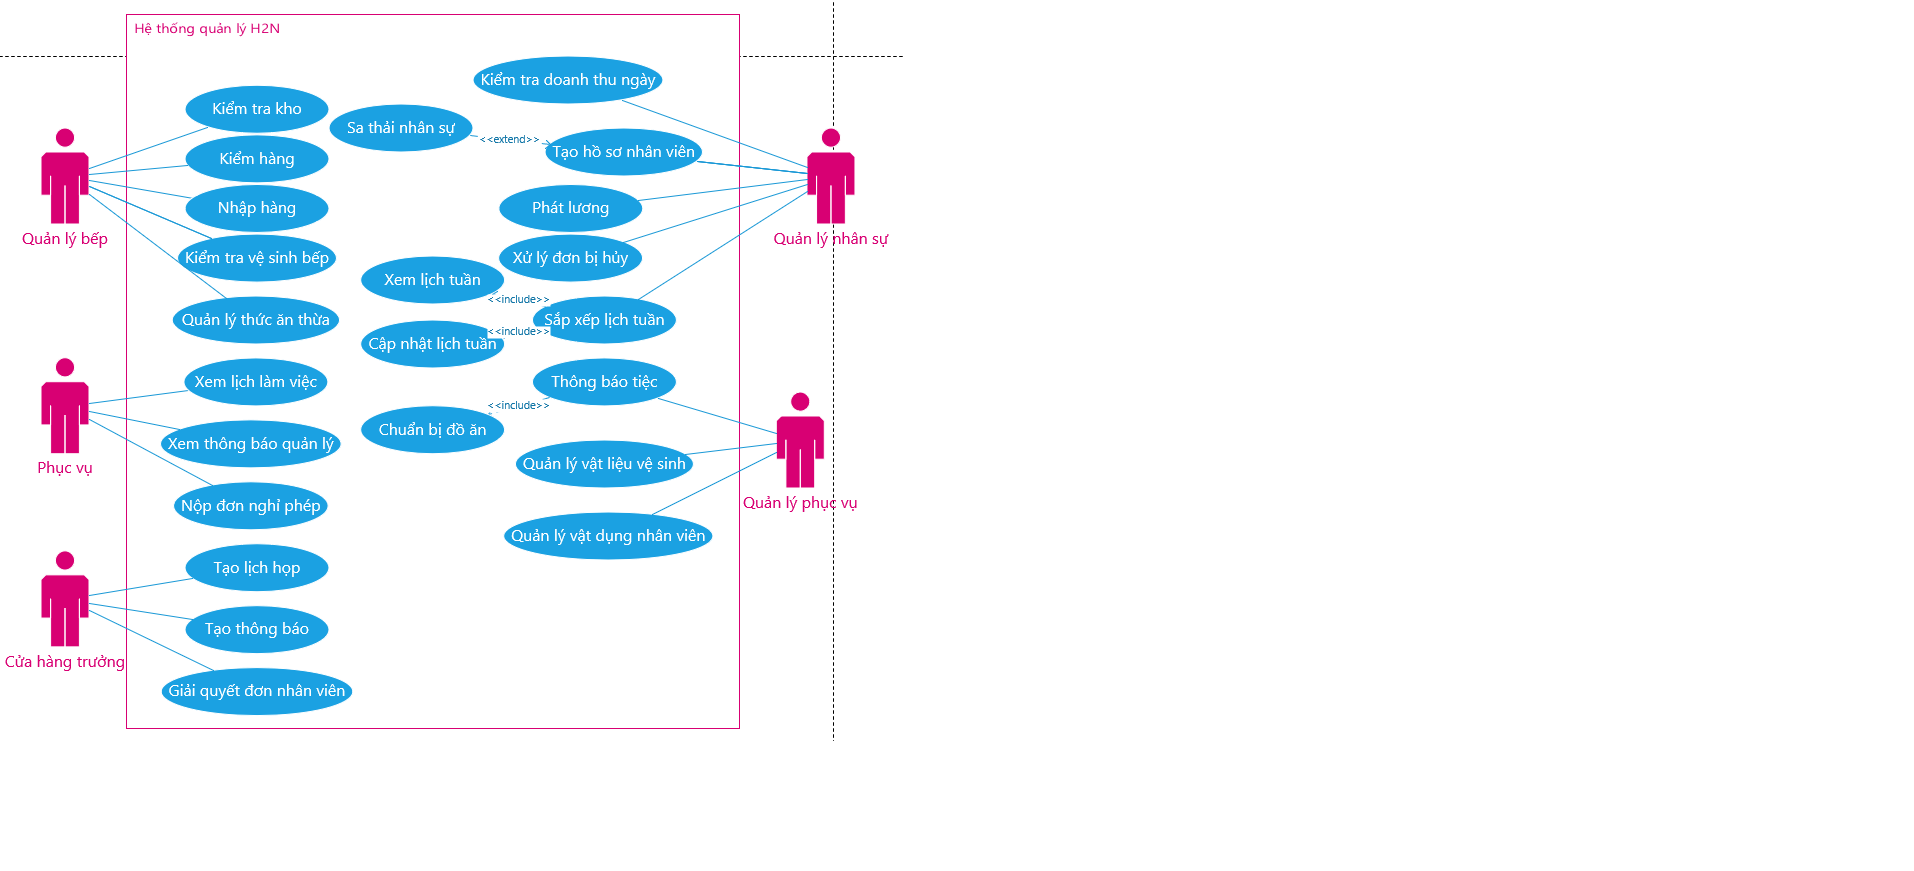 Hệ thống quản lý H2N
Kiểm tra doanh thu ngày
Kiểm tra kho
Sa thải nhân sự
<<extend>>
Tạo hồ sơ nhân viên
Kiểm hàng
Nhập hàng
Phát lương
Quản lý bếp
Quản lý nhân sự
Kiểm tra vệ sinh bếp
Xử lý đơn bị hủy
Xem lịch tuần
<<include>>
Quản lý thức ăn thừa
Sắp xếp lịch tuần
<<include>>
Cập nhật lịch tuần
Xem lịch làm việc
Thông báo tiệc
<<include>>
Chuẩn bị đồ ăn
Xem thông báo quản lý
Phục vụ
Quản lý vật liệu vệ sinh
Nộp đơn nghỉ phép
Quản lý phục vụ
Quản lý vật dụng nhân viên
Tạo lịch họp
Tạo thông báo
Cửa hàng trưởng
Giải quyết đơn nhân viên